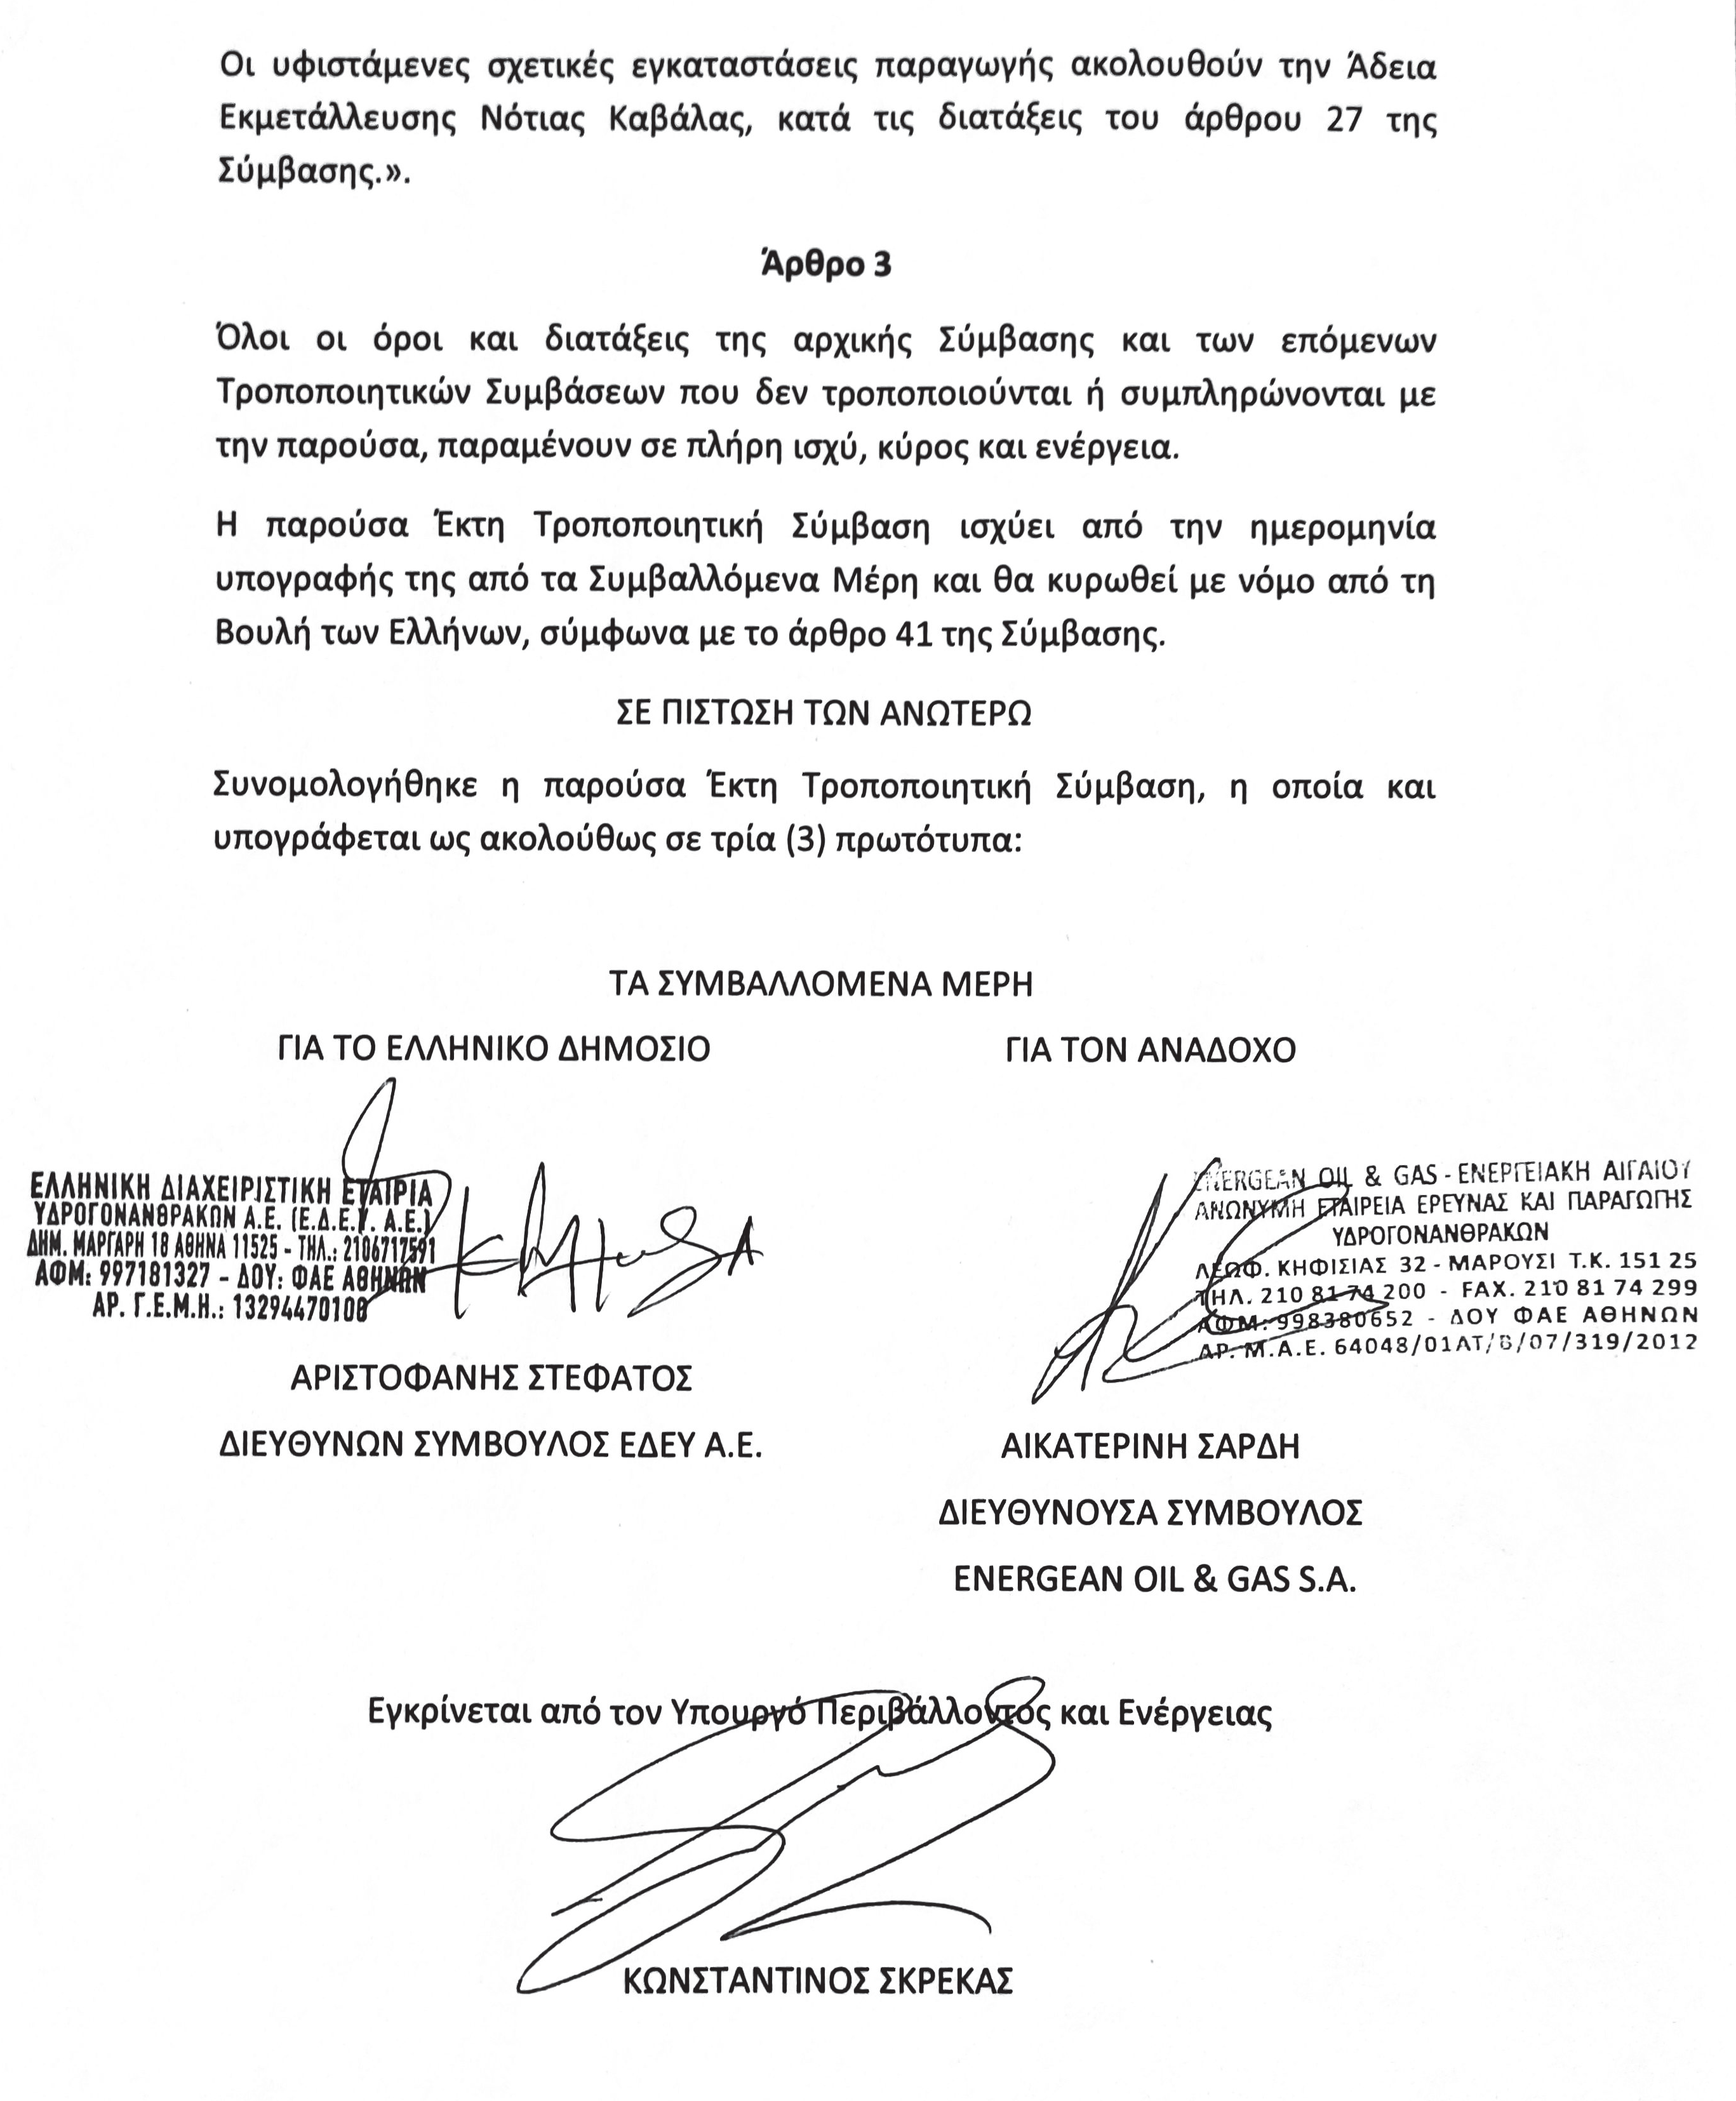 Οι υφιστάμενες σχετικές εγκαταστάσεις παραγωγής ακολουθούν την Άδεια
Εκμετάλλευσης Νότιας Καβάλας, κατά τις διατάξεις του άρθρου 27 της
Σύμβασης.».
Άρθρο 3
Όλοι οι όροι και διατάξεις της αρχικής Σύμβασης και των επόμενων
Τροποποιητικών Συμβάσεων που δεν τροποποιούνται ή συμπληρώνονται με
την παρούσα, παραμένουν σε πλήρη ισχύ, κύρος και ενέργεια.
Η παρούσα Έκτη Τροποποιητική Σύμβαση ισχύει από την ημερομηνία
υπογραφής της από τα Συμβαλλόμενα Μέρη και θα κυρωθεί με νόμο από τη
Βουλή των Ελλήνων, σύμφωνα με το άρθρο 41 της Σύμβασης.
ΣΕ ΠΙΣΤΩΣΗ ΤΩΝ ΑΝΩΤΕΡΩ
Συνομολογήθηκε η παρούσα Έκτη Τροποποιητική Σύμβαση, η οποία και
υπογράφεται ως ακολούθως σε τρία (3) πρωτότυπα:
ΤΑ ΣΥΜΒΑΛΛΟΜΕΝΑ ΜΕΡΗ
ΓΙΑ ΤΟ ΕΛΛΗΝΙΚΟ ΔΗΜΟΣΙΟ
ΕΛΛΗΝΙΚΗ ΔΙΑΧΕΙΡΙΣΤΙΚΗ ΕΤΑΙΡΙΑ
ΥΔΡΟΓΟΝΑΝΘΡΑΚΩΝ Α.Ε. (Ε.Δ.Ε.Υ. Α.Ε.)
ΔΗΜ. ΜΑΡΓΑΡΗ 18 ΑΘΗΝΑ 11525 - ΤΗΛ.: 2106717591
ΑΦΜ: 997181327 - ΔΟΥ: ΦΑΕ ΑΘΗΝΩΝ
ΑΡ. Γ.Ε.Μ.Η.: 13294470100
ΑΡΙΣΤΟΦΑΝΗΣ ΣΤΕΦΑΤΟΣ
ΔΙΕΥΘΥΝΩΝ ΣΥΜΒΟΥΛΟΣ ΕΔΕΥ Α.Ε.
ΓΙΑ ΤΟΝ ΑΝΑΔΟΧΟ
ENERGEAN OIL & GAS - ΕΝΕΡΓΕΙΑΚΗ ΑΙΓΑΙΟΥ
ΑΝΩΝΥΜΗ ΕΤΑΙΡΕΙΑ ΕΡΕΥΝΑΣ ΚΑΙ ΠΑΡΑΓΩΓΗΣ
ΥΔΡΟΓΟΝΑΝΘΡΑΚΩΝ
ΛΕΩΦ. ΚΗΦΙΣΙΑΣ 32 - ΜΑΡΟΥΣΙ Τ.Κ. 151 25
ΤΗΛ. 210 81 74 200 - FAX. 210 81 74 299
ΑΦΜ: 998380652 - ΔΟΥ ΦΑΕ ΑΘΗΝΩΝ
ΑΡ. Μ.Α.Ε. 64048/01ΑΤ/Β/07/319/2012
ΑΙΚΑΤΕΡΙΝΗ ΣΑΡΔΗ
ΔΙΕΥΘΥΝΟΥΣΑ ΣΥΜΒΟΥΛΟΣ
ENERGEAN OIL & GAS S.A.
Εγκρίνεται από τον Υπουργό Περιβάλλοντος και Ενέργειας
ΚΩΝΣΤΑΝΤΙΝΟΣ ΣΚΡΕΚΑΣ